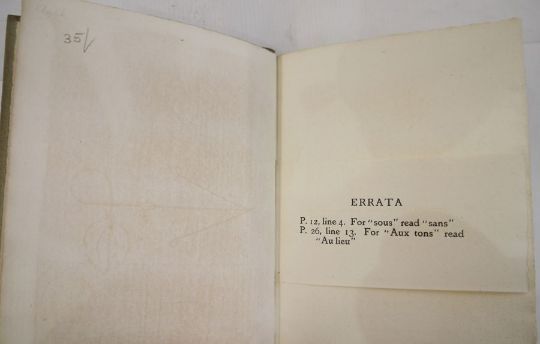 35/
ERRATA
P. 12, line 4. For "sous" read "sans"
P. 26, line 13. For "Aux tons" read
"Au lieu"